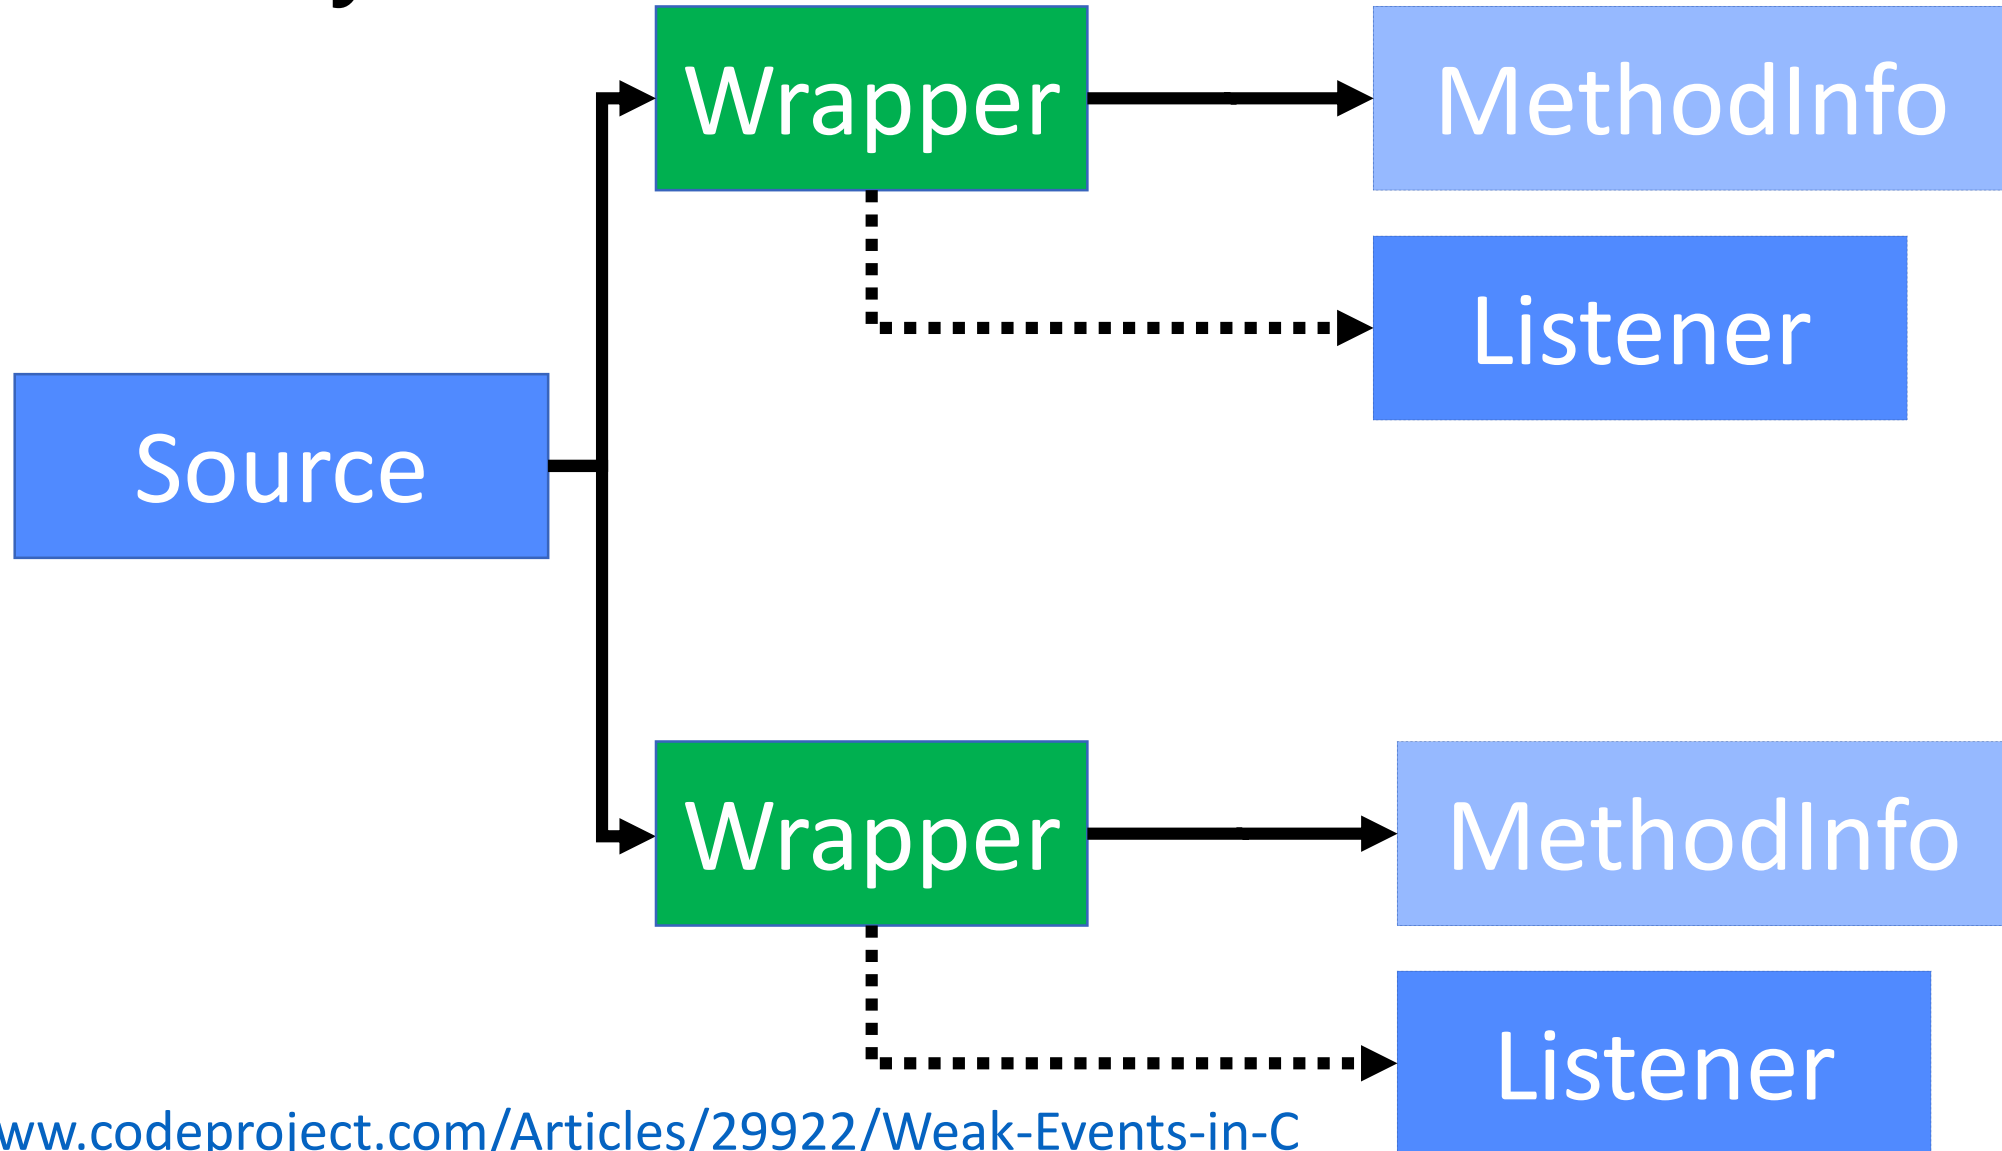 Wrapper
MethodInfo
Listener
Source
Wrapper
MethodInfo
Listener
ww.codeproject.com/Articles/29922/Weak-Events-in-C